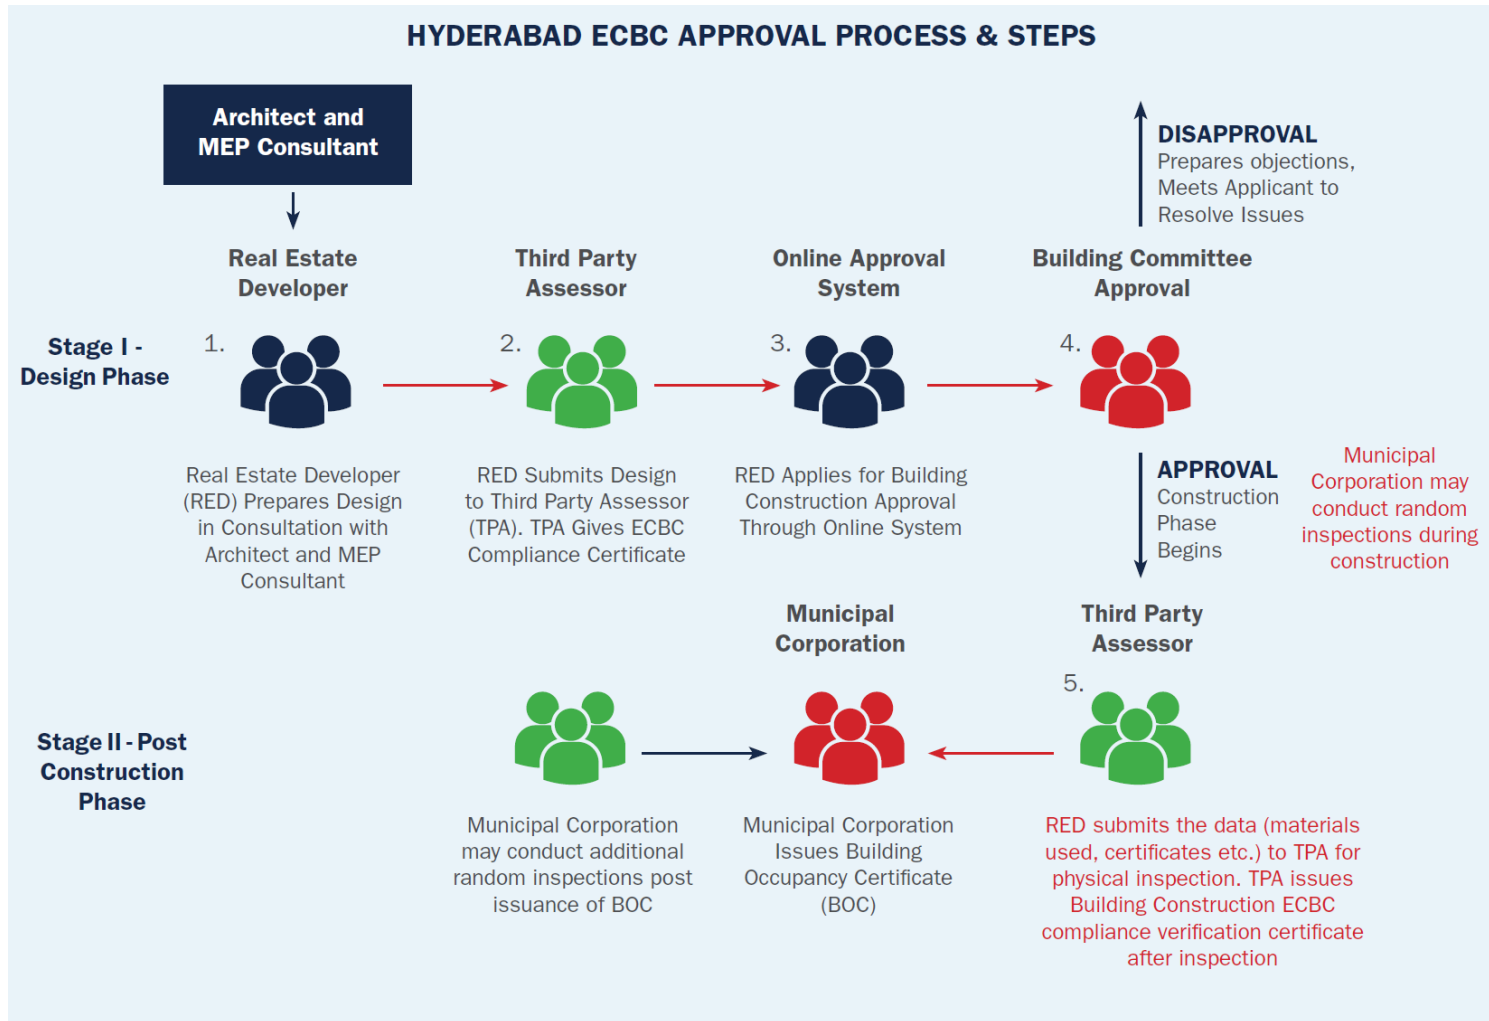 HYDERABAD ECBC APPROVAL PROCESS & STEPS
Architect and
MEP Consultant
DISAPPROVAL
Prepares objections,
Meets Applicant to
Resolve Issues
Real Estate
Developer
Third Party
Assessor
Online Approval
System
Building Committee
Approval
Stage I -
Design Phase
1.
2.
3.
4.
Real Estate Developer
(RED) Prepares Design
in Consultation with
Architect and MEP
Consultant
RED Submits Design
to Third Party Assessor
(TPA). TPA Gives ECBC
Compliance Certificate
RED Applies for Building
Construction Approval
Through Online System
APPROVAL
Construction
Phase
Begins
Municipal
Corporation may
conduct random
inspections during
construction
Municipal
Corporation
Third Party
Assessor
5.
Stage II - Post
Construction
Phase
Municipal Corporation
may conduct additional
random inspections post
issuance of BOC
Municipal Corporation
Issues Building
Occupancy Certificate
(BOC)
RED submits the data (materials
used, certificates etc.) to TPA for
physical inspection. TPA issues
Building Construction ECBC
compliance verification certificate
after inspection